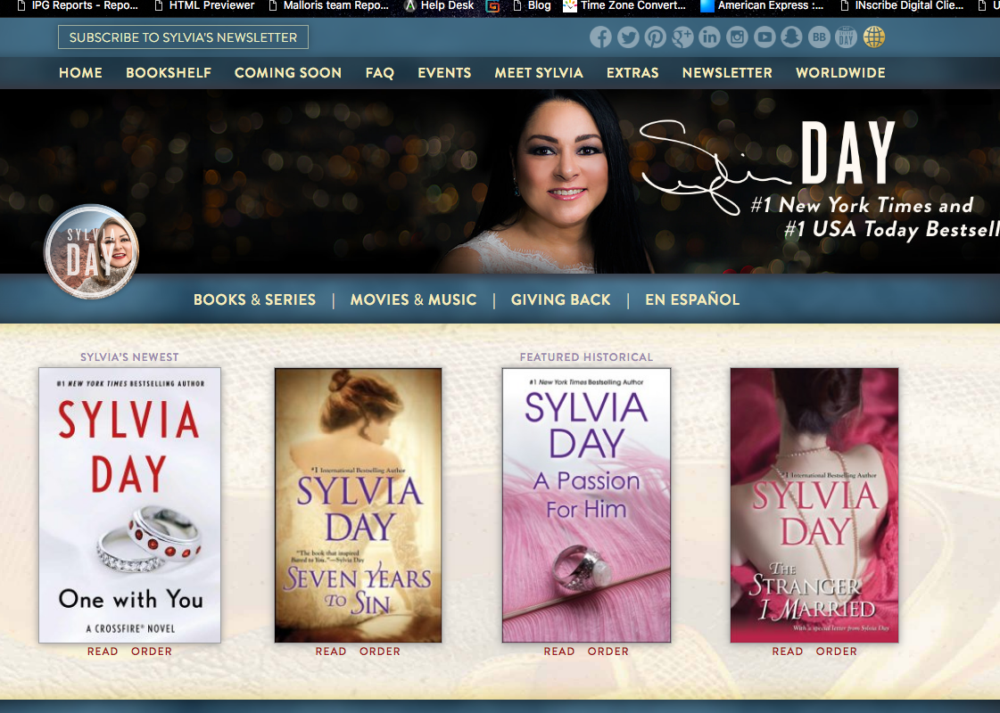 IPG Reports - Repo... HTML Previewer Malloris team Repo... Help Desk Blog Time Zone Convert... American Express :... INscribe Digital Clie...
SUBSCRIBE TO SYLVIA'S NEWSLETTER
BB
HOME BOOKSHELF COMING SOON FAQ EVENTS MEET SYLVIA EXTRAS NEWSLETTER WORLDWIDE
Sylvia DAY
#1 New York Times and
#1 USA Today Bestsell
SYLVIA
DAY
BOOKS & SERIES | MOVIES & MUSIC | GIVING BACK | EN ESPAÑOL
SYLVIA'S NEWEST
#1 NEW YORK TIMES BESTSELLING AUTHOR
SYLVIA
DAY
One with You
A CROSSFIRE® NOVEL
READ ORDER
#1 International Bestselling Author
SYLVIA
DAY
"The book that inspired
Bared to You."—Sylvia Day
SEVEN YEARS
TO SIN
READ ORDER
FEATURED HISTORICAL
#1 New York Times Bestselling Author
SYLVIA
DAY
A Passion
For Him
READ ORDER
#1 International Bestselling Author
SYLVIA
DAY
THE
STRANGER
I MARRIED
With a special letter from Sylvia Day
READ ORDER